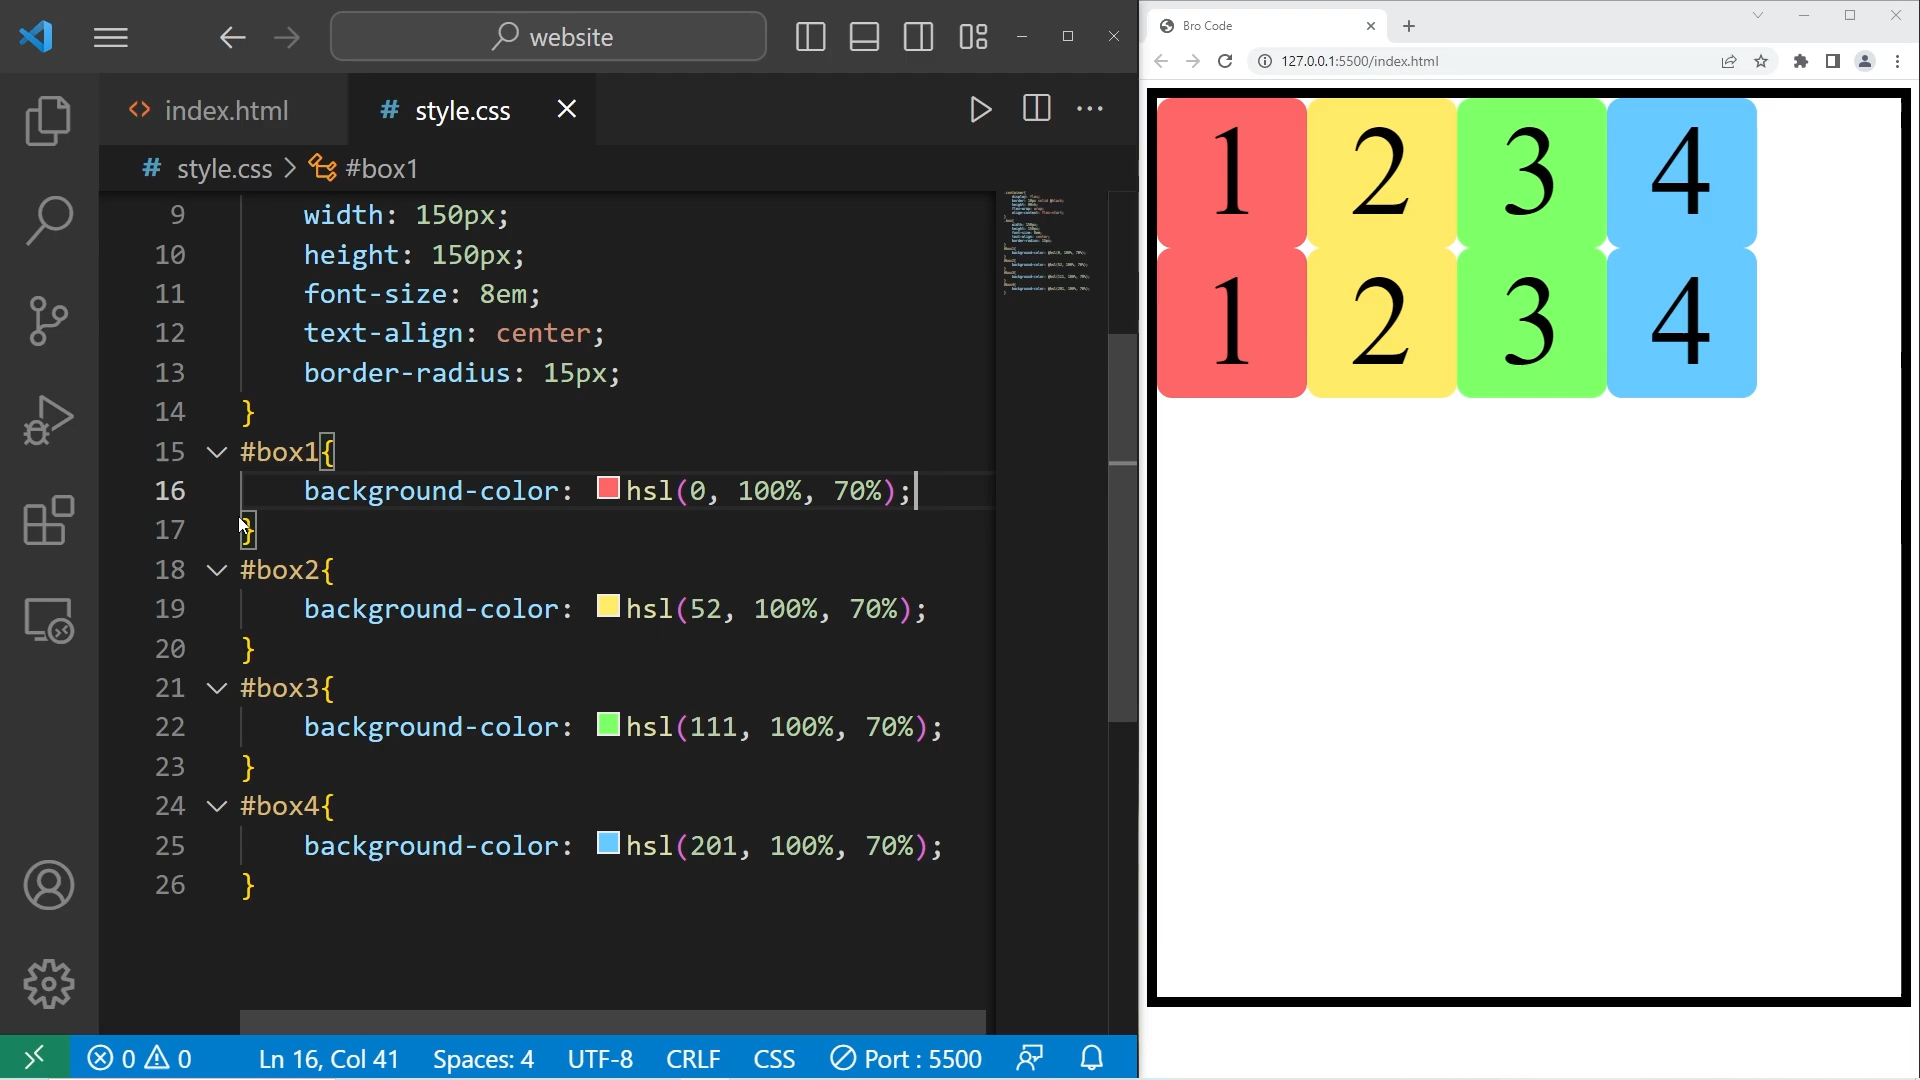 website
index.html
# style.css
# style.css > #box1
9 width: 150px;
10 height: 150px;
11 font-size: 8em;
12 text-align: center;
13 border-radius: 15px;
14 }
15 #box1{
16 background-color: hsl(0, 100%, 70%);
17 }
18 #box2{
19 background-color: hsl(52, 100%, 70%);
20 }
21 #box3{
22 background-color: hsl(111, 100%, 70%);
23 }
24 #box4{
25 background-color: hsl(201, 100%, 70%);
26 }
0 0 Ln 16, Col 41 Spaces: 4 UTF-8 CRLF CSS Port : 5500
Bro Code
127.0.0.1:5500/index.html
1 2 3 4
1 2 3 4